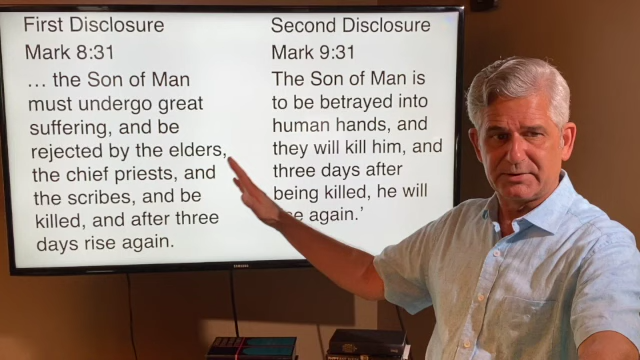 First Disclosure
Mark 8:31
… the Son of Man
must undergo great
suffering, and be
rejected by the elders,
the chief priests, and
the scribes, and be
killed, and after three
days rise again.
Second Disclosure
Mark 9:31
The Son of Man is
to be betrayed into
human hands, and
they will kill him, and
three days after
being killed, he will
again.’
SAMSUNG